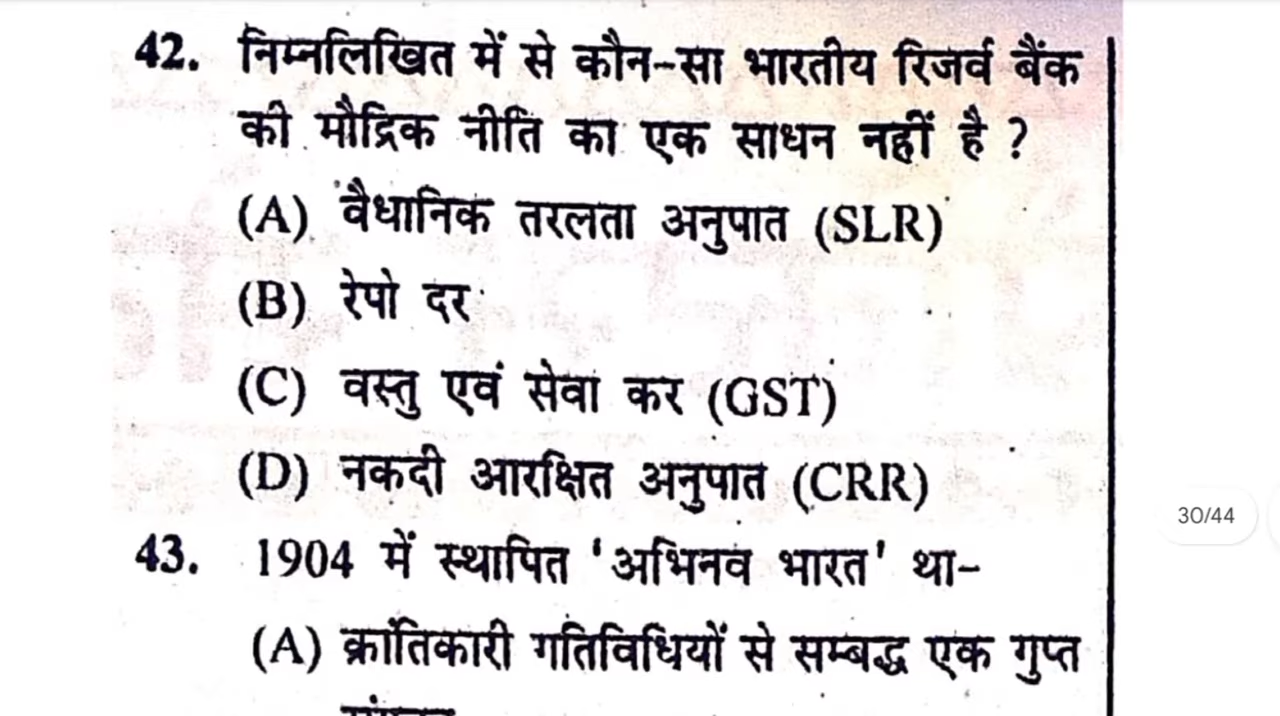 42. निम्नलिखित में से कौन-सा भारतीय रिजर्व बैंक
की मौद्रिक नीति का एक साधन नहीं है ?
(A) वैधानिक तरलता अनुपात (SLR)
(B) रेपो दर
(C) वस्तु एवं सेवा कर (GST)
(D) नकदी आरक्षित अनुपात (CRR)
30/44
43. 1904 में स्थापित 'अभिनव भारत' था-
(A) क्रांतिकारी गतिविधियों से सम्बद्ध एक गुप्त